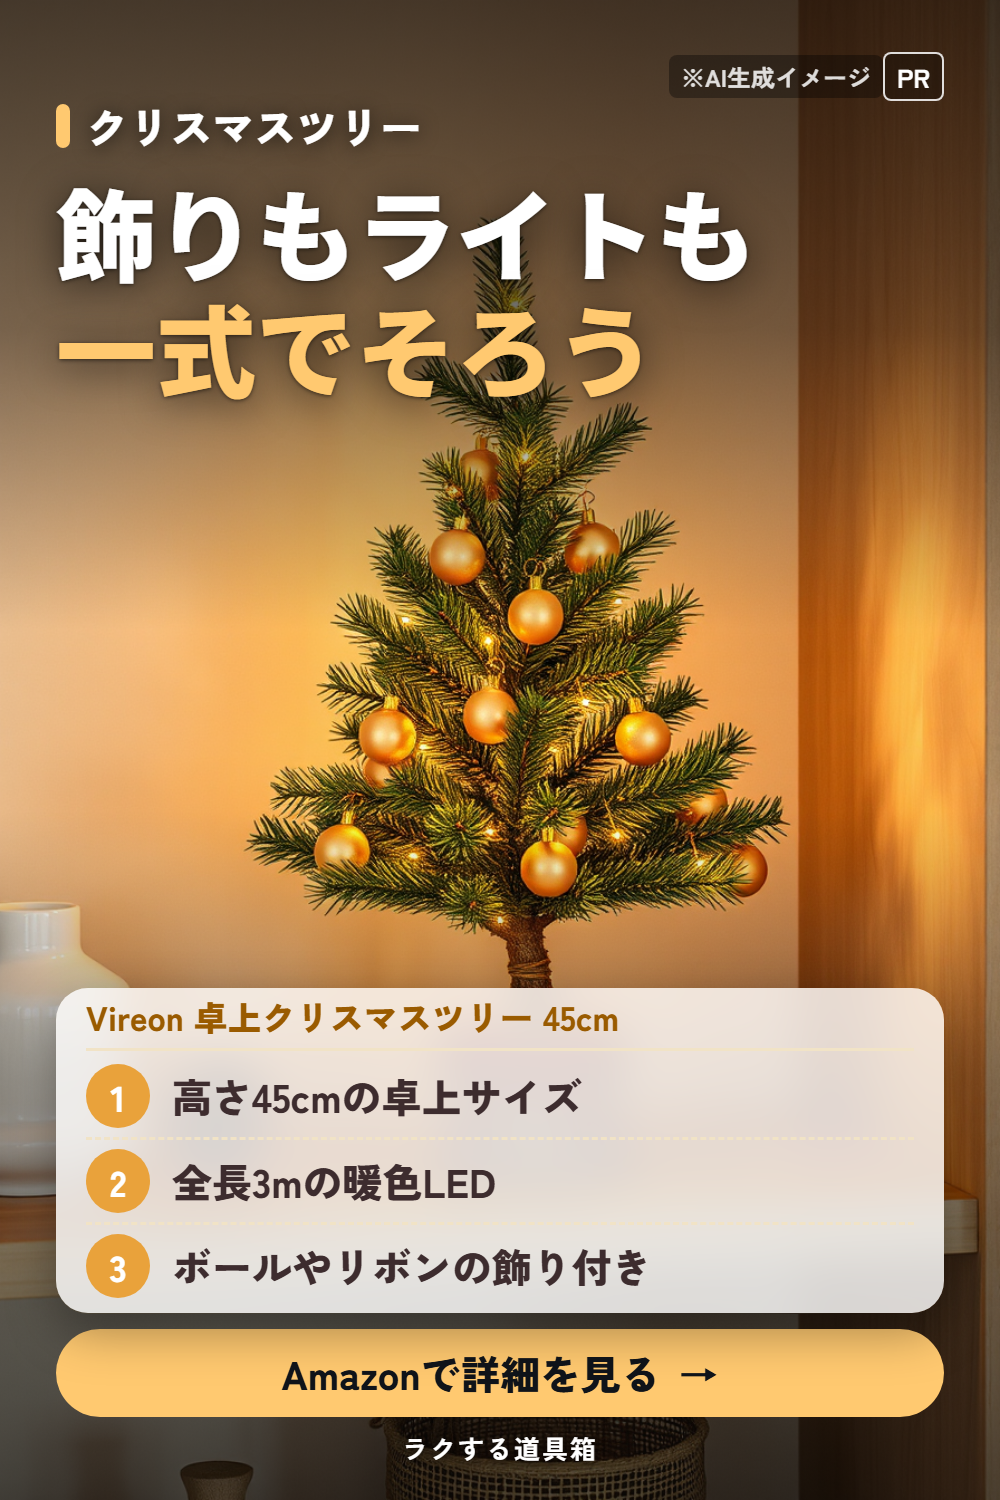 ※AI生成イメージ PR
クリスマスツリー
飾りもライトも
一式でそろう
Vireon 卓上クリスマスツリー 45cm
1 高さ45cmの卓上サイズ
2 全長3mの暖色LED
3 ボールやリボンの飾り付き
Amazonで詳細を見る →
ラクする道具箱